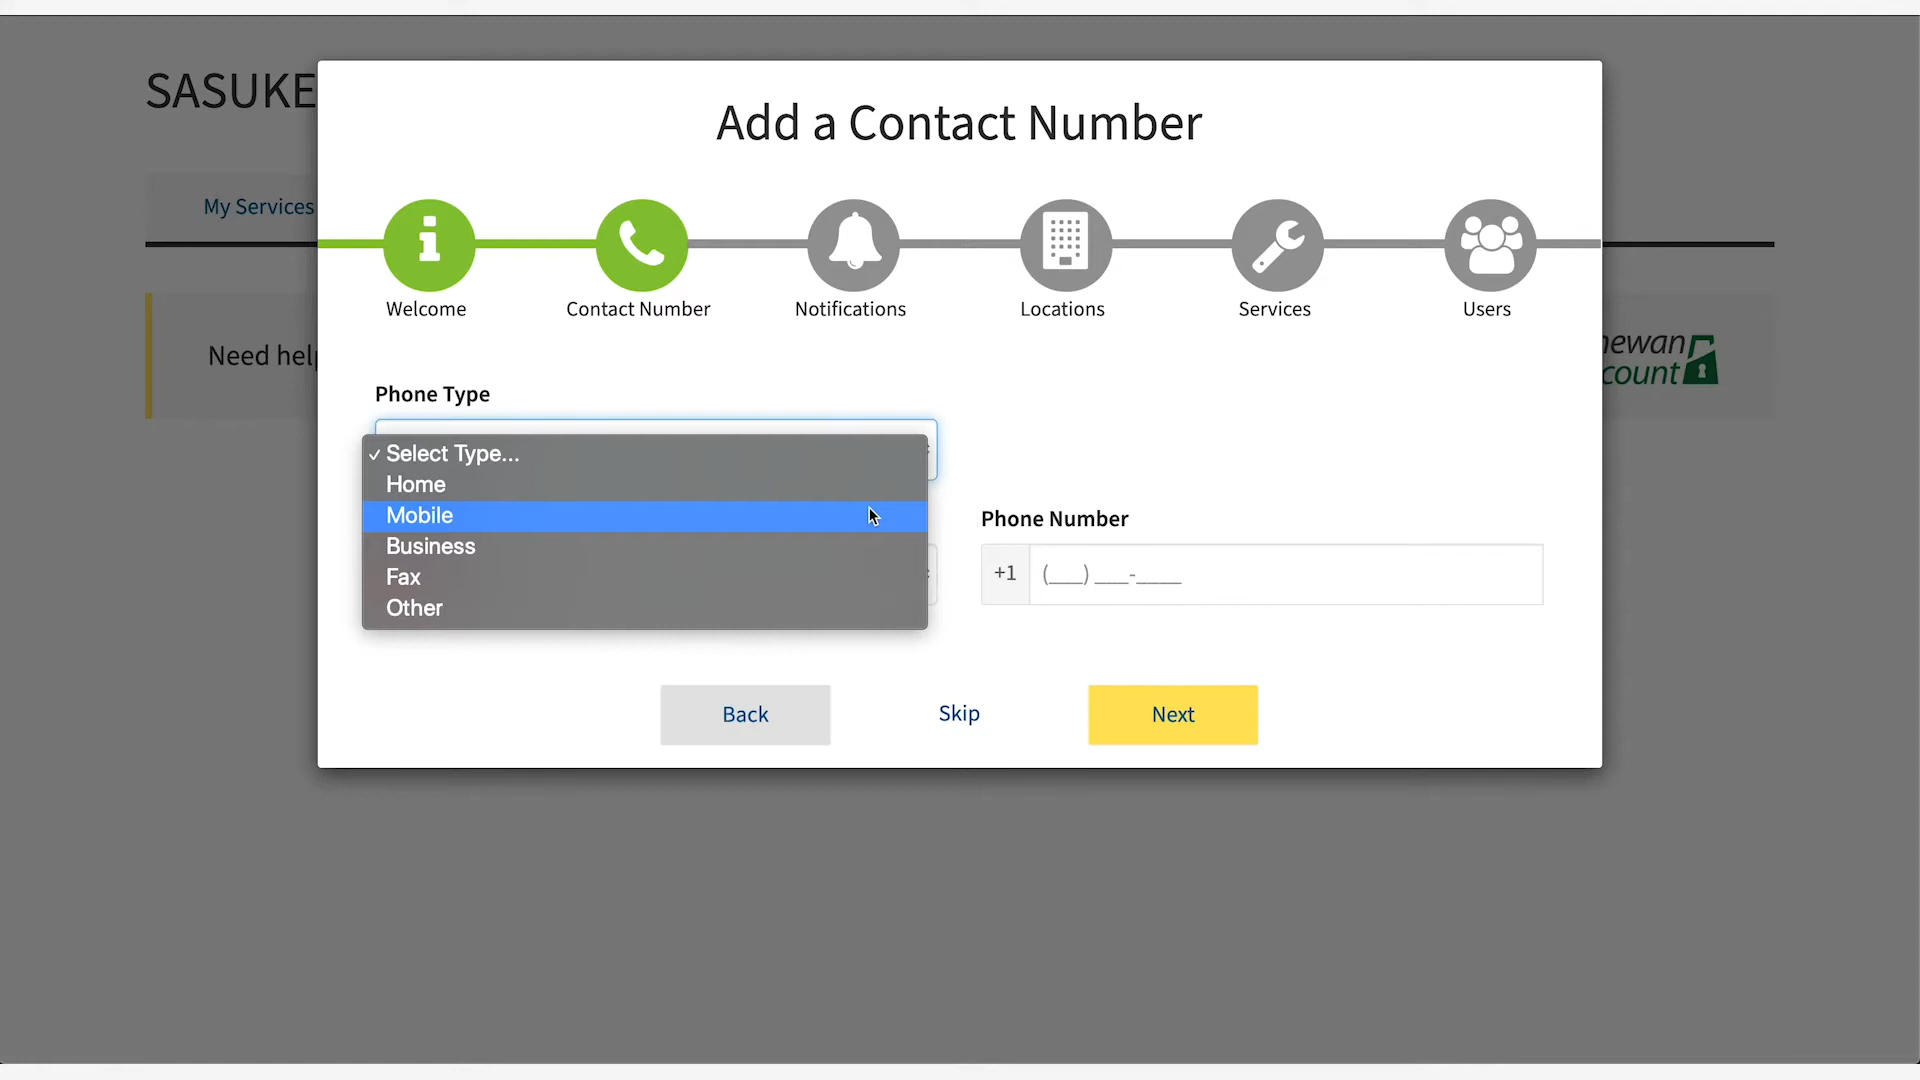 SASUKE
Add a Contact Number
My Services
Welcome
Contact Number
Notifications
Locations
Services
Users
Need help
ewan
count
Phone Type
✓ Select Type...
Home
Mobile
Business
Fax
Other
Phone Number
+1 (___) ___-____
Back
Skip
Next